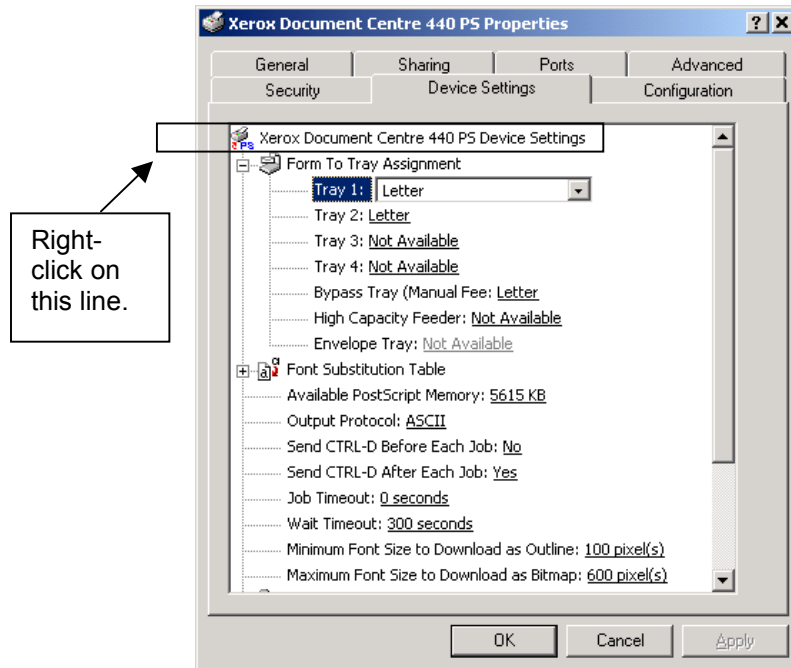 Xerox Document Centre 440 PS Properties
General Sharing Ports Advanced
Security Device Settings Configuration
PS Xerox Document Centre 440 PS Device Settings
Form To Tray Assignment
Tray 1: Letter
Tray 2: Letter
Tray 3: Not Available
Tray 4: Not Available
Bypass Tray (Manual Fee: Letter
High Capacity Feeder: Not Available
Envelope Tray: Not Available
a a Font Substitution Table
Available PostScript Memory: 5615 KB
Output Protocol: ASCII
Send CTRL-D Before Each Job: No
Send CTRL-D After Each Job: Yes
Job Timeout: 0 seconds
Wait Timeout: 300 seconds
Minimum Font Size to Download as Outline: 100 pixel(s)
Maximum Font Size to Download as Bitmap: 600 pixel(s)
OK Cancel Apply
Right-
click on
this line.